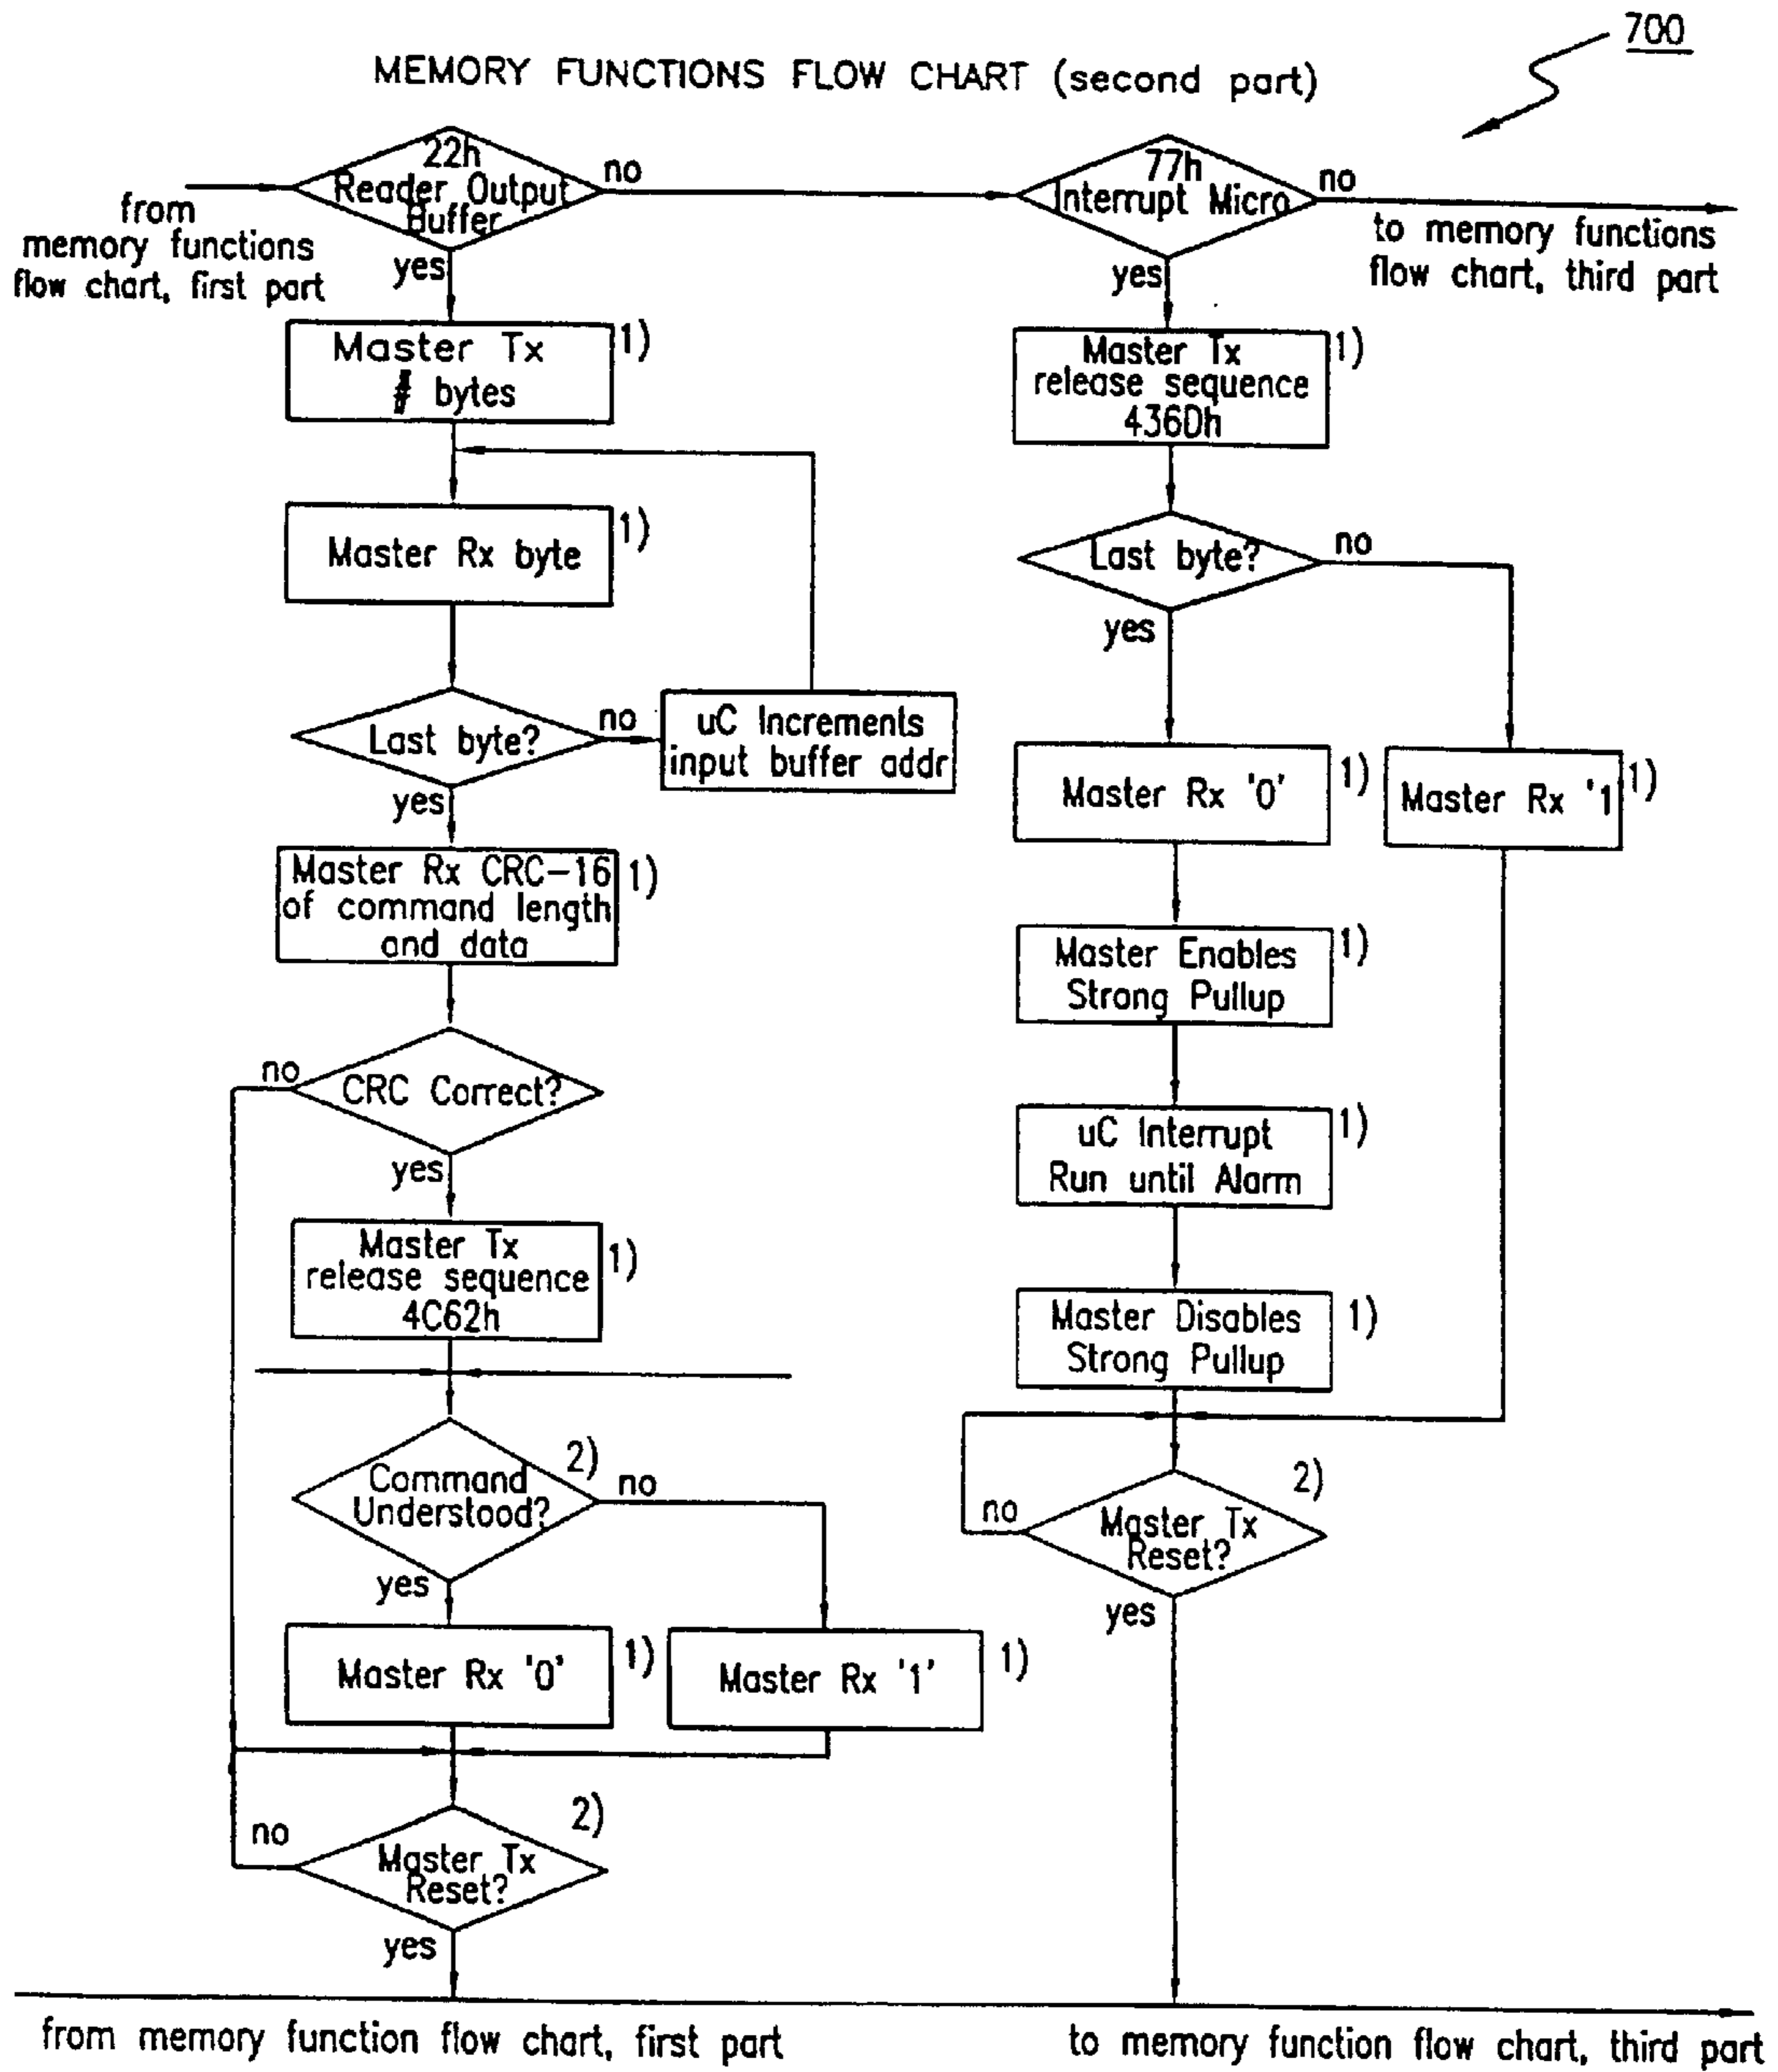 700
MEMORY FUNCTIONS FLOW CHART (second part)
22h
Reader Output
Buffer
no
from
memory functions
flow chart, first part
yes
Master Tx
# bytes
1)
Master Rx byte
1)
Last byte?
no
uC Increments
input buffer addr
yes
Master Rx CRC-16
of command length
and data
1)
CRC Correct?
no
yes
Master Tx
release sequence
4C62h
1)
Command
Understood?
2)
no
yes
Master Rx '0'
1)
Master Rx '1'
1)
Master Tx
Reset?
2)
no
yes
77h
Interrupt Micro
no
to memory functions
flow chart, third part
yes
Master Tx
release sequence
436Dh
1)
Last byte?
no
yes
Master Rx '0'
1)
Master Rx '1
1)
Master Enables
Strong Pullup
1)
uC Interrupt
Run until Alarm
1)
Master Disables
Strong Pullup
1)
Master Tx
Reset?
2)
no
yes
from memory function flow chart, first part
to memory function flow chart, third part